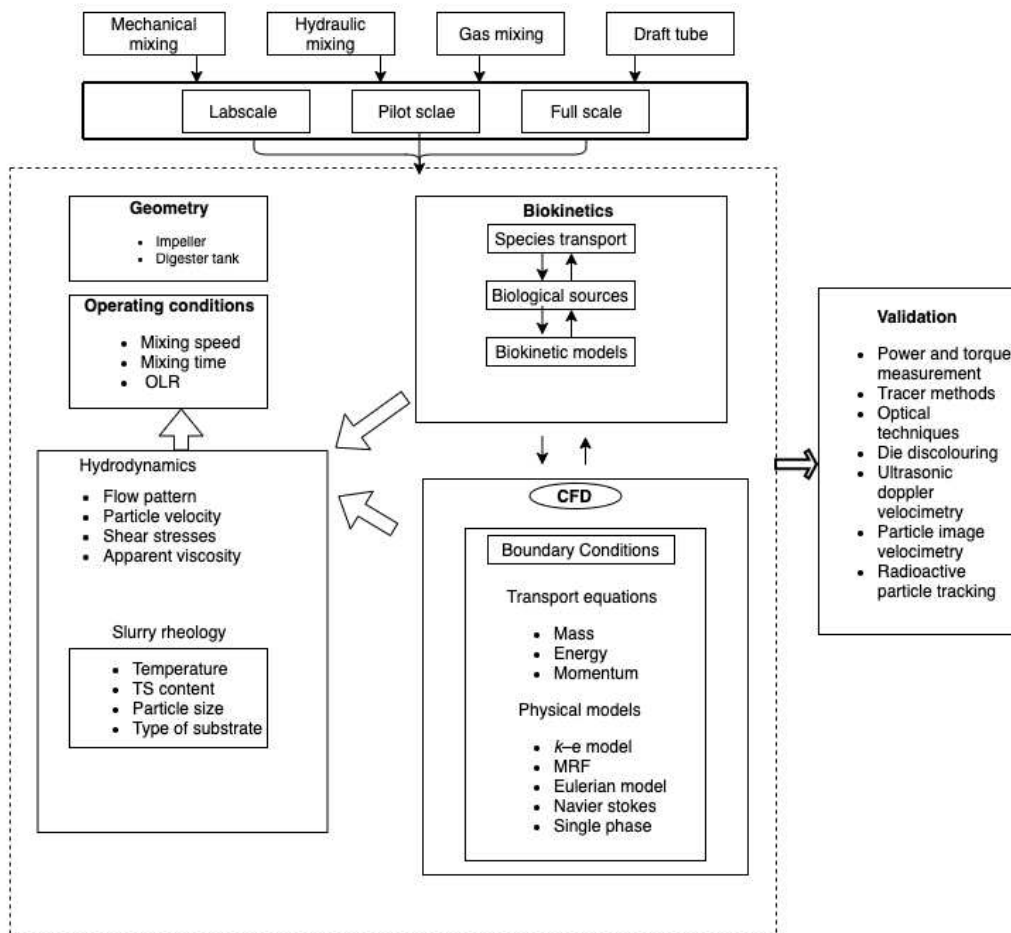 Mechanical
mixing
Hydraulic
mixing
Gas mixing
Draft tube
Labscale
Pilot sclae
Full scale
Geometry
• Impeller
• Digester tank
Operating conditions
• Mixing speed
• Mixing time
• OLR
Hydrodynamics
▪ Flow pattern
▪ Particle velocity
▪ Shear stresses
▪ Apparent viscosity
Slurry rheology
▪ Temperature
▪ TS content
▪ Particle size
▪ Type of substrate
Biokinetics
Species transport
Biological sources
Biokinetic models
CFD
Boundary Conditions
Transport equations
• Mass
• Energy
• Momentum
Physical models
• k–e model
• MRF
• Eulerian model
• Navier stokes
• Single phase
Validation
• Power and torque
measurement
• Tracer methods
• Optical
techniques
• Die discolouring
• Ultrasonic
doppler
velocimetry
• Particle image
velocimetry
• Radioactive
particle tracking